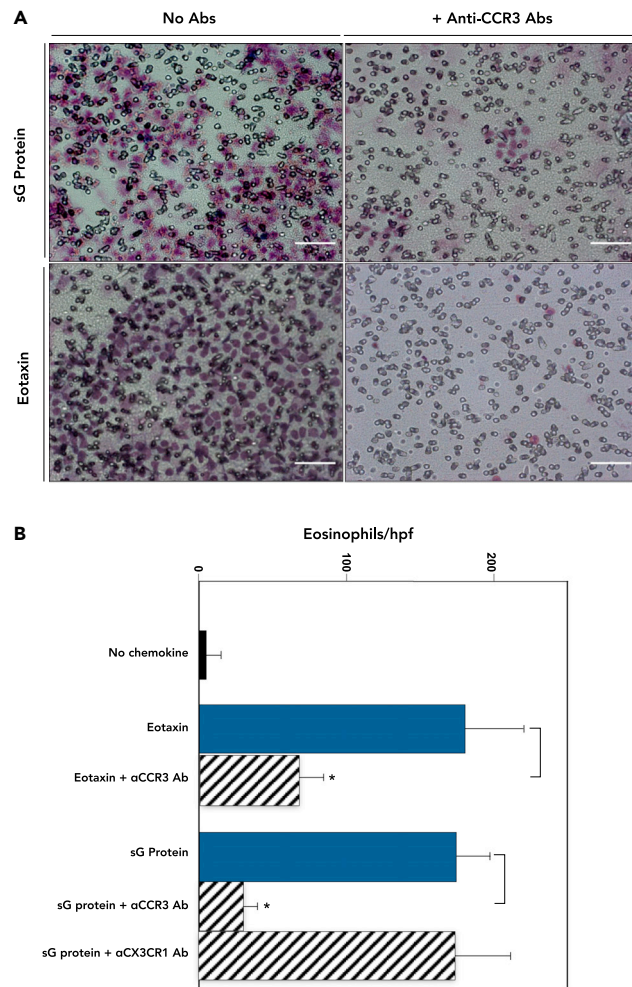 A
No Abs
+ Anti-CCR3 Abs
sG Protein
Eotaxin
B
Eosinophils/hpf
0
100
200
No chemokine
Eotaxin
Eotaxin + αCCR3 Ab
*
sG Protein
sG protein + αCCR3 Ab
*
sG protein + αCX3CR1 Ab